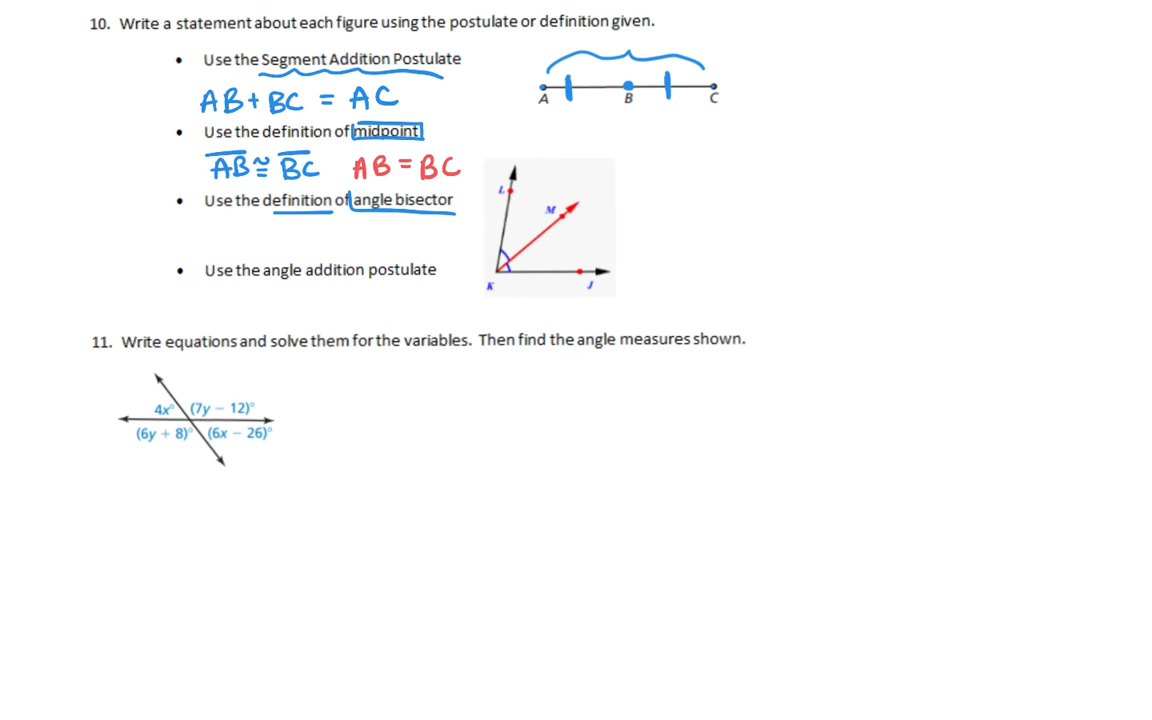 10. Write a statement about each figure using the postulate or definition given.
• Use the Segment Addition Postulate
AB + BC = AC
A B C
• Use the definition of midpoint
AB ≅ BC AB = BC
• Use the definition of angle bisector
L
M
K
J
• Use the angle addition postulate
11. Write equations and solve them for the variables. Then find the angle measures shown.
4x° (7y − 12)°
(6y + 8)° (6x − 26)°